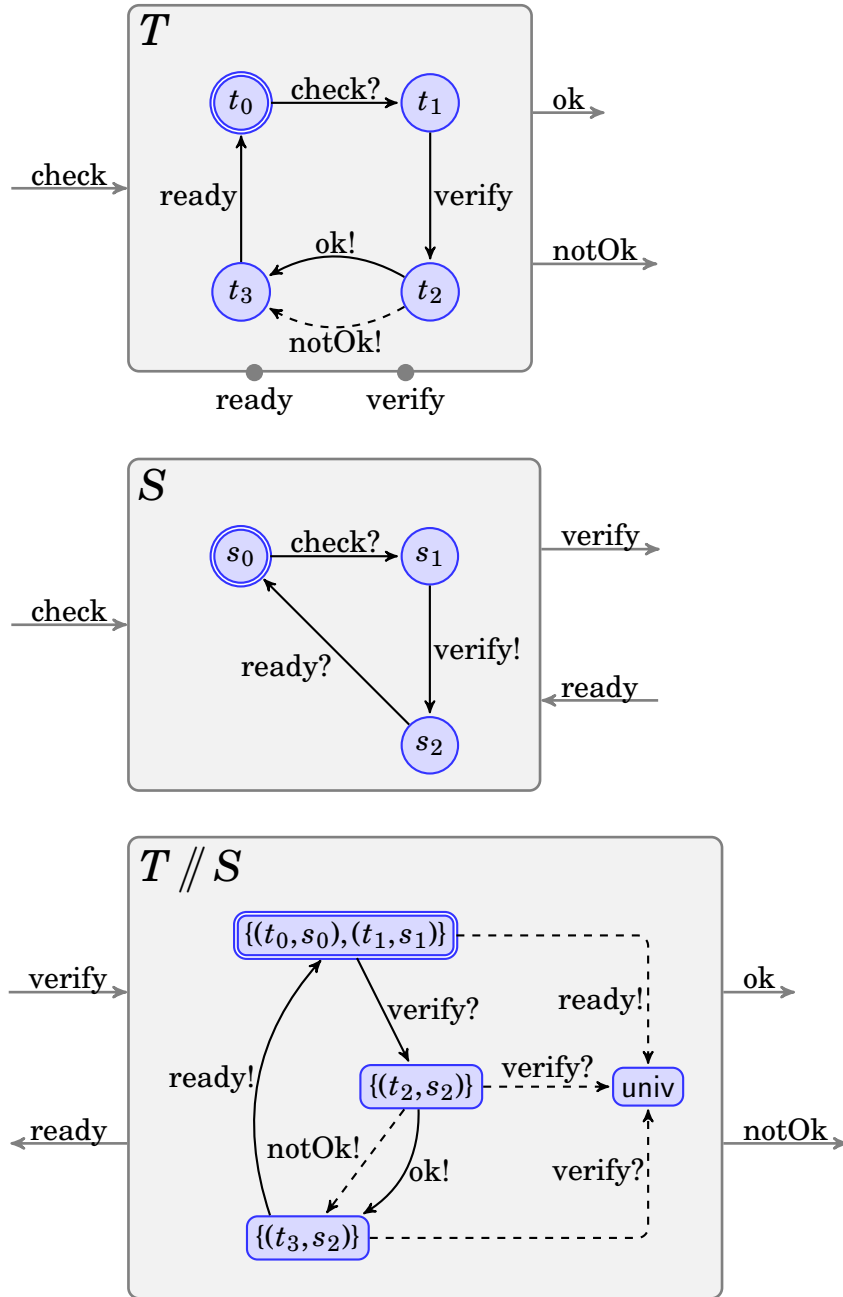 T
t0 check? t1
ok
check
ready verify
ok!
notOk
t3 t2
notOk!
ready verify
S
s0 check? s1
verify
check
ready? verify!
ready
s2
T // S
{(t0,s0),(t1,s1)}
verify ok
verify? ready!
ready! {(t2,s2)} verify? univ
ready notOk
notOk! ok! verify?
{(t3,s2)}